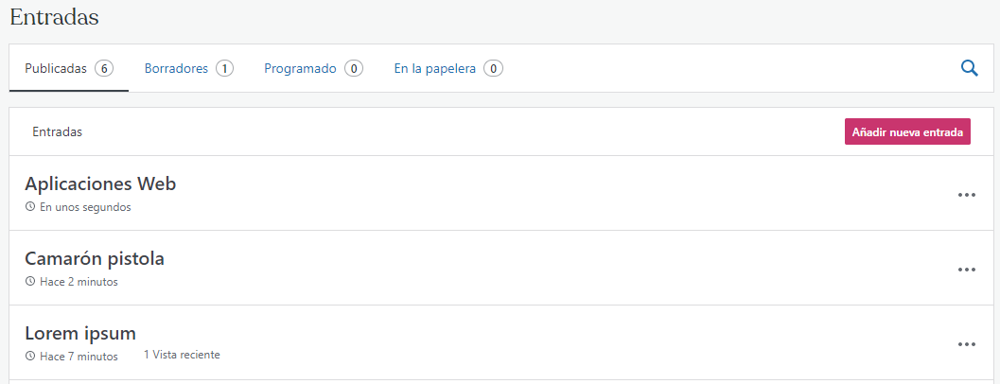 Entradas
Publicadas 6 Borradores 1 Programado 0 En la papelera 0
Entradas Añadir nueva entrada
Aplicaciones Web
En unos segundos
Camarón pistola
Hace 2 minutos
Lorem ipsum
Hace 7 minutos 1 Vista reciente